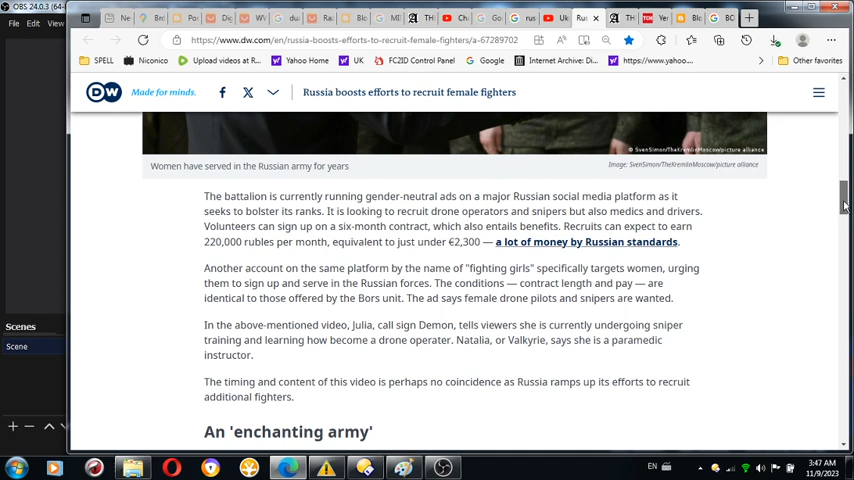 OBS 24.0.3 (64-
File Edit View
https://www.dw.com/en/russia-boosts-efforts-to-recruit-female-fighters/a-67289702
SPELL Niconico Upload videos at R... Yahoo Home UK FC2ID Control Panel Google Internet Archive: Di... https://www.yahoo... Other favorites
DW Made for minds. Russia boosts efforts to recruit female fighters
© SvenSimon/TheKremlinMoscow/picture alliance
Women have served in the Russian army for years
Image: SvenSimon/TheKremlinMoscow/picture alliance
The battalion is currently running gender-neutral ads on a major Russian social media platform as it
seeks to bolster its ranks. It is looking to recruit drone operators and snipers but also medics and drivers.
Volunteers can sign up on a six-month contract, which also entails benefits. Recruits can expect to earn
220,000 rubles per month, equivalent to just under €2,300 — a lot of money by Russian standards.
Another account on the same platform by the name of "fighting girls" specifically targets women, urging
them to sign up and serve in the Russian forces. The conditions — contract length and pay — are
identical to those offered by the Bors unit. The ad says female drone pilots and snipers are wanted.
In the above-mentioned video, Julia, call sign Demon, tells viewers she is currently undergoing sniper
training and learning how become a drone operator. Natalia, or Valkyrie, says she is a paramedic
instructor.
The timing and content of this video is perhaps no coincidence as Russia ramps up its efforts to recruit
additional fighters.
An 'enchanting army'
Scenes
Scene
EN
3:47 AM
11/9/2023